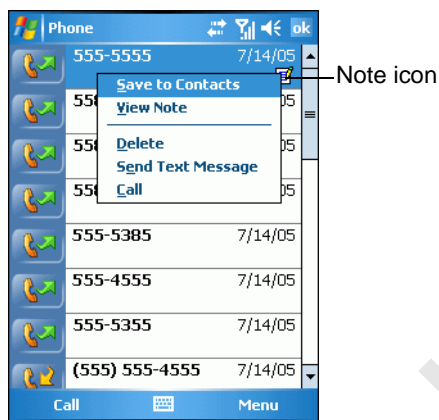 Phone ok
555-5555 7/14/05
Note icon
Save to Contacts
View Note
Delete
Send Text Message
Call
555-5385 7/14/05
555-4555 7/14/05
555-5355 7/14/05
(555) 555-4555 7/14/05
Call Menu